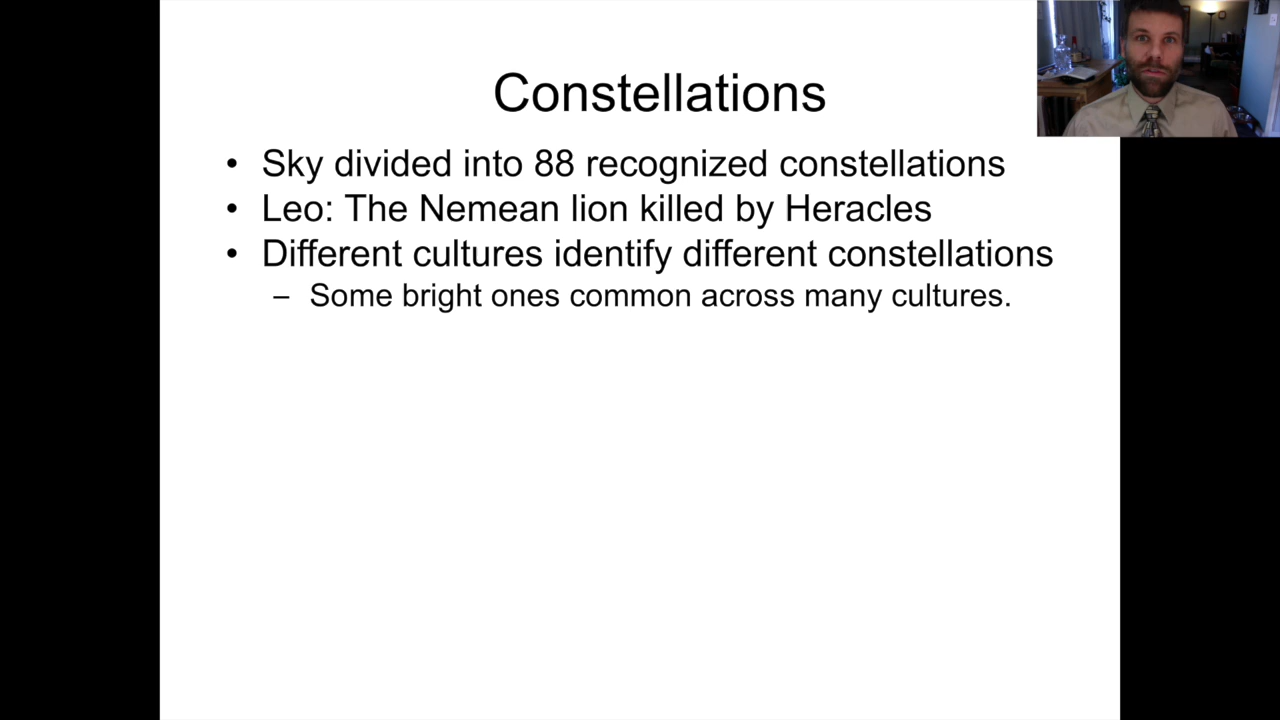 Constellations
• Sky divided into 88 recognized constellations
• Leo: The Nemean lion killed by Heracles
• Different cultures identify different constellations
– Some bright ones common across many cultures.